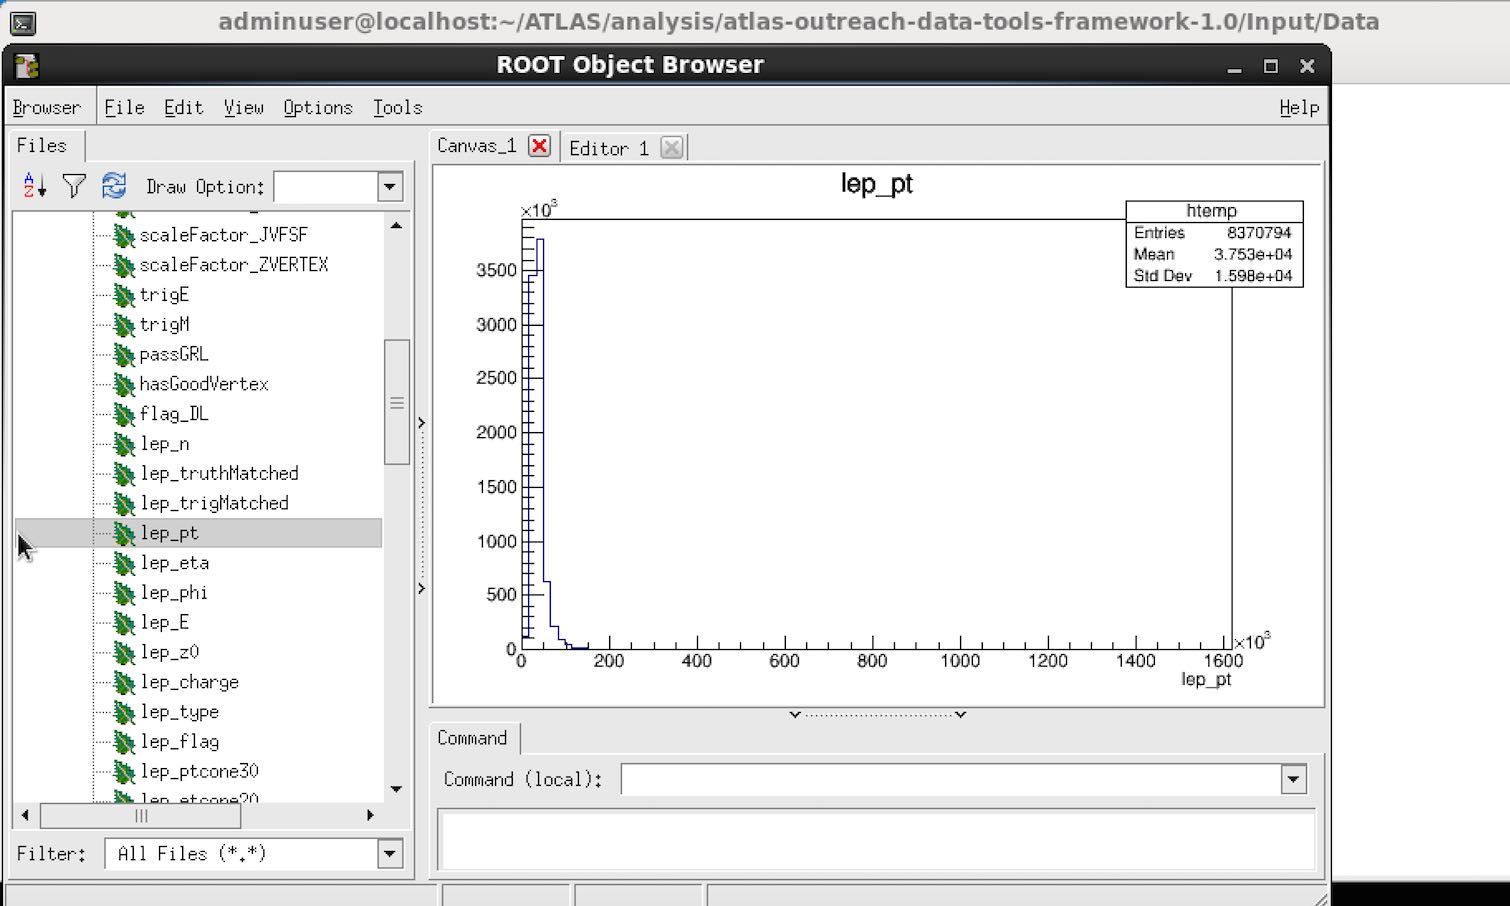 adminuser@localhost:~/ATLAS/analysis/atlas-outreach-data-tools-framework-1.0/Input/Data
ROOT Object Browser
Browser File Edit View Options Tools Help
Files
Draw Option:
scaleFactor_JVFSF
scaleFactor_ZVERTEX
trigE
trigM
passGRL
hasGoodVertex
flag_DL
lep_n
lep_truthMatched
lep_trigMatched
lep_pt
lep_eta
lep_phi
lep_E
lep_z0
lep_charge
lep_type
lep_flag
lep_ptcone30
lep_etcone20
Filter: All Files (*.*)
Canvas_1 Editor 1
lep_pt
×10³
htemp
Entries 8370794
Mean 3.753e+04
Std Dev 1.598e+04
3500
3000
2500
2000
1500
1000
500
0
0 200 400 600 800 1000 1200 1400 1600
×10³
lep_pt
Command
Command (local):